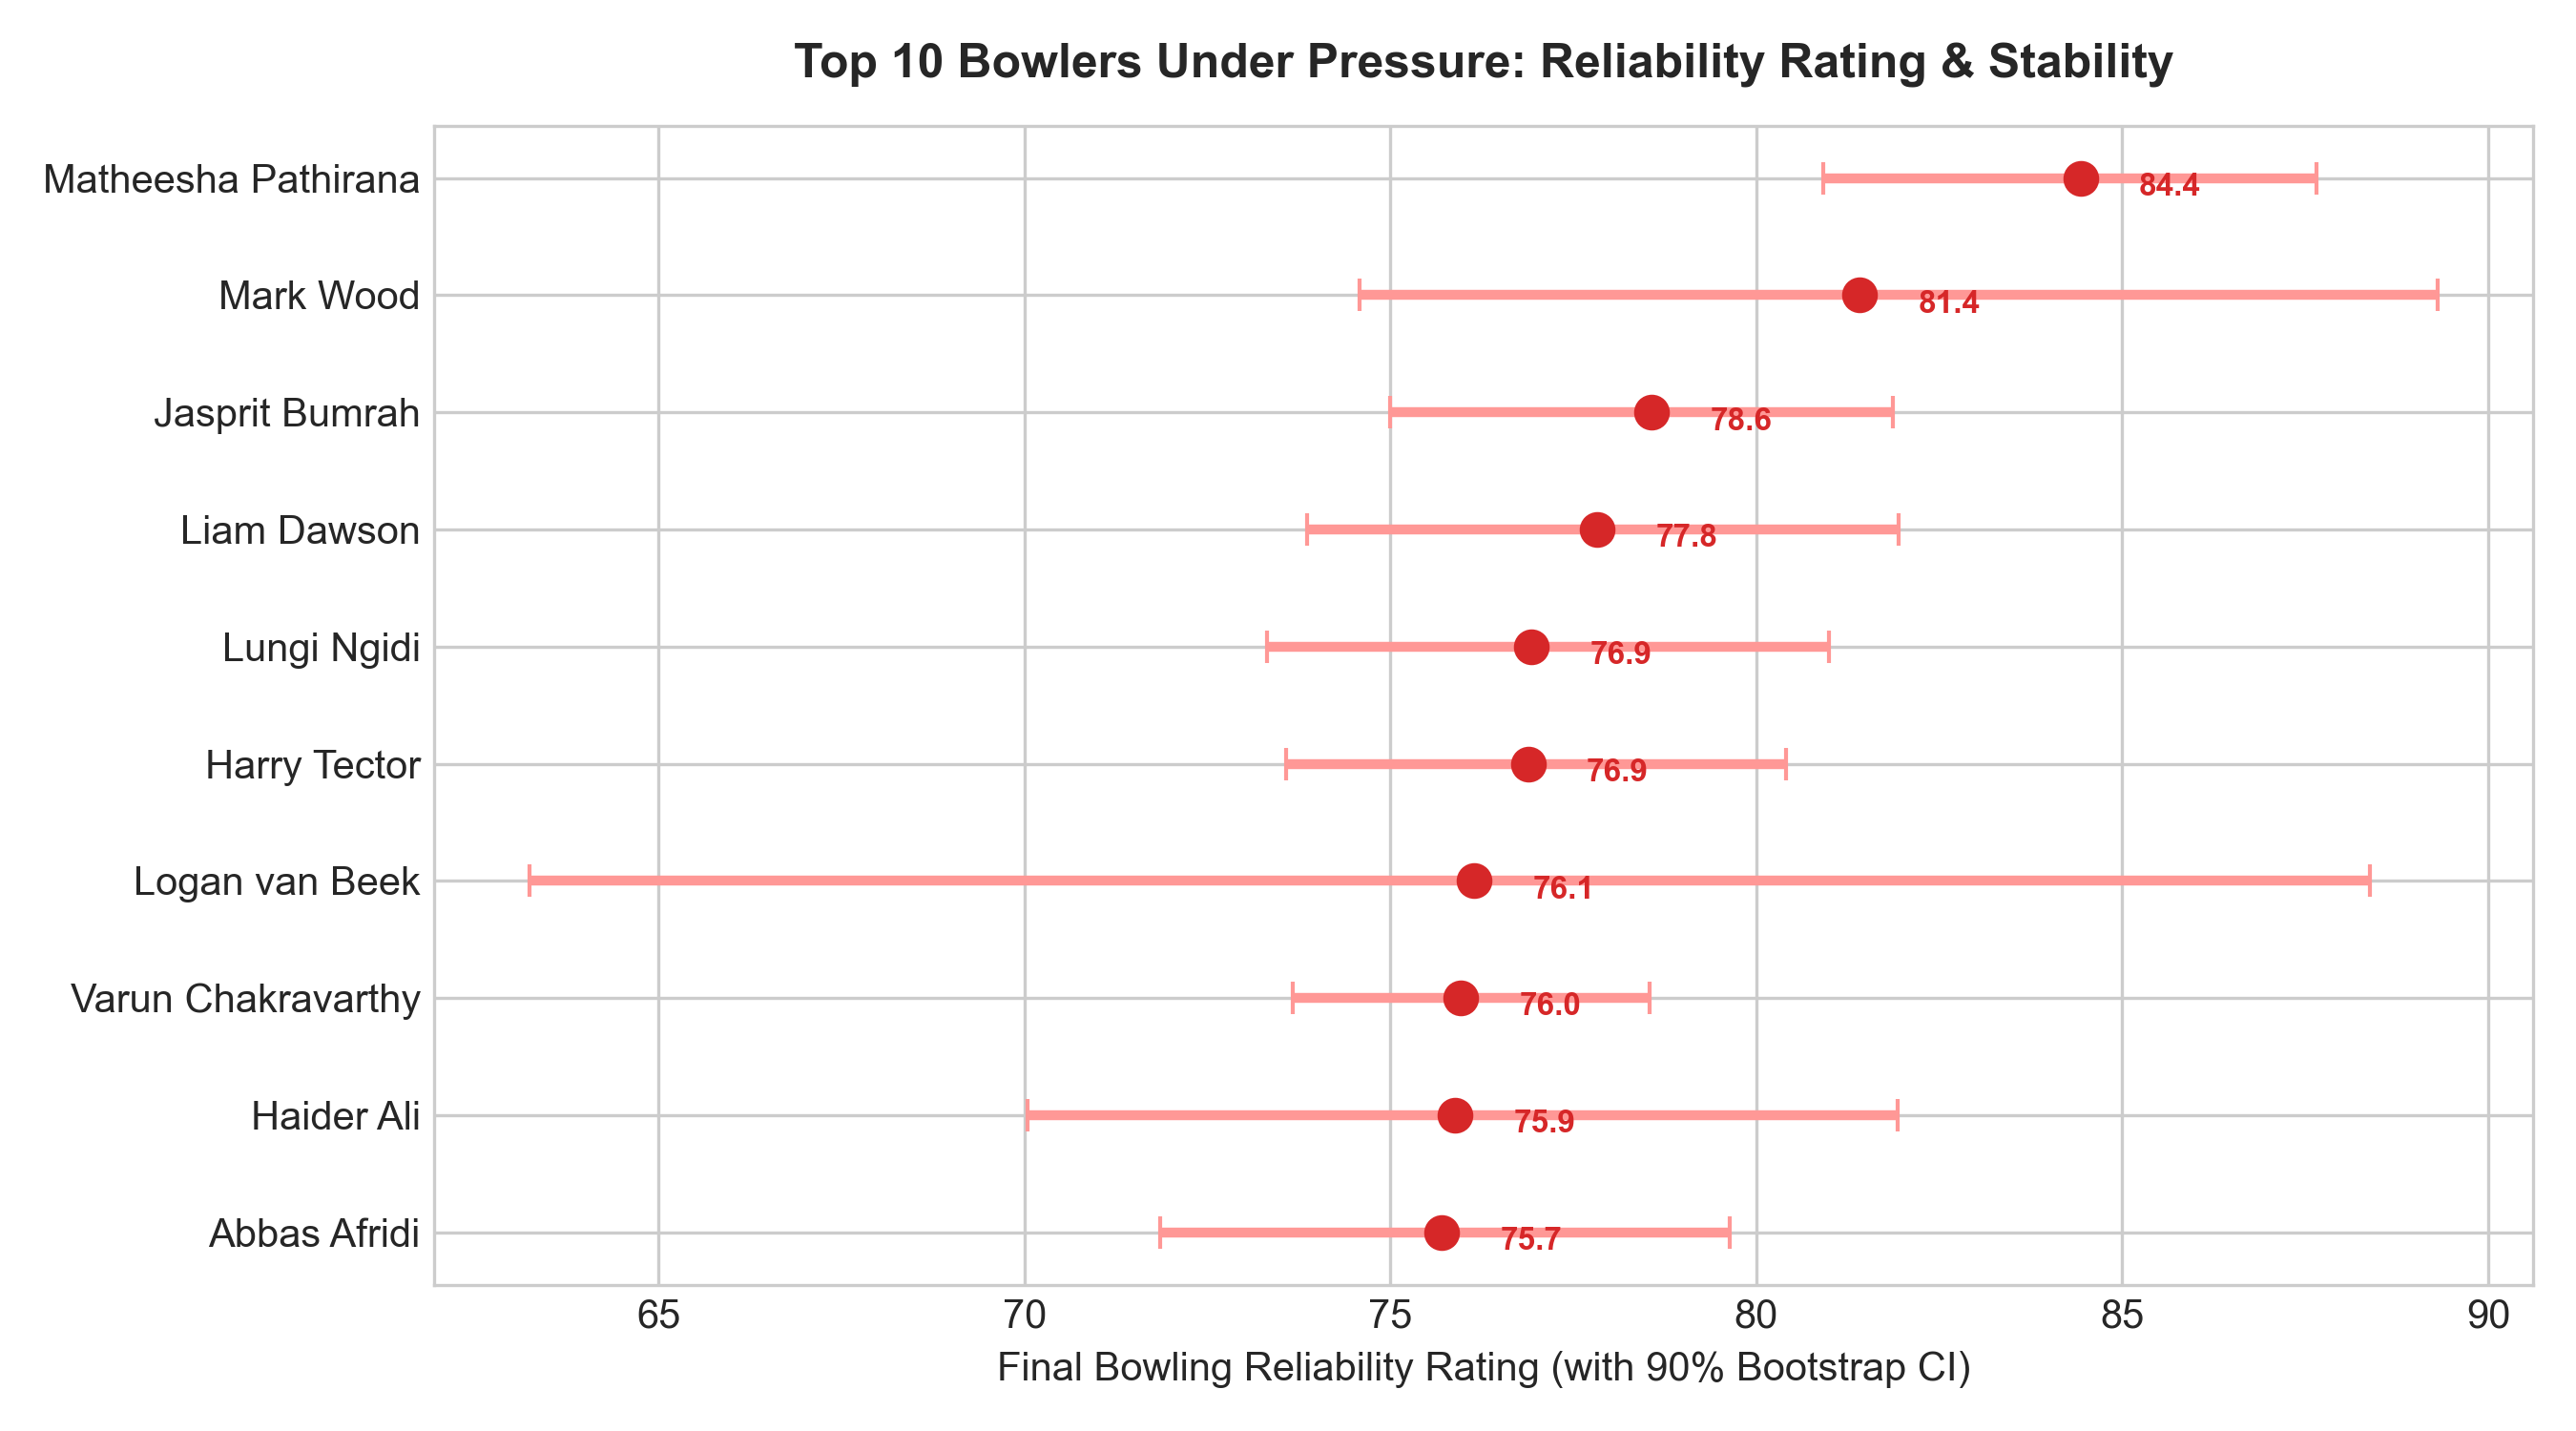 Top 10 Bowlers Under Pressure: Reliability Rating & Stability
Matheesha Pathirana
84.4
Mark Wood
81.4
Jasprit Bumrah
78.6
Liam Dawson
77.8
Lungi Ngidi
76.9
Harry Tector
76.9
Logan van Beek
76.1
Varun Chakravarthy
76.0
Haider Ali
75.9
Abbas Afridi
75.7
65 70 75 80 85 90
Final Bowling Reliability Rating (with 90% Bootstrap CI)